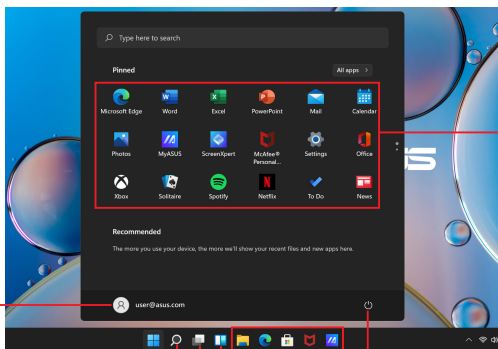 Type here to search
Pinned
All apps >
Microsoft Edge Word Excel PowerPoint Mail Calendar
Photos MyASUS ScreenXpert McAfee® Personal... Settings Office
Xbox Solitaire Spotify Netflix To Do News
Recommended
The more you use your device, the more we'll show your recent files and new apps here.
user@asus.com